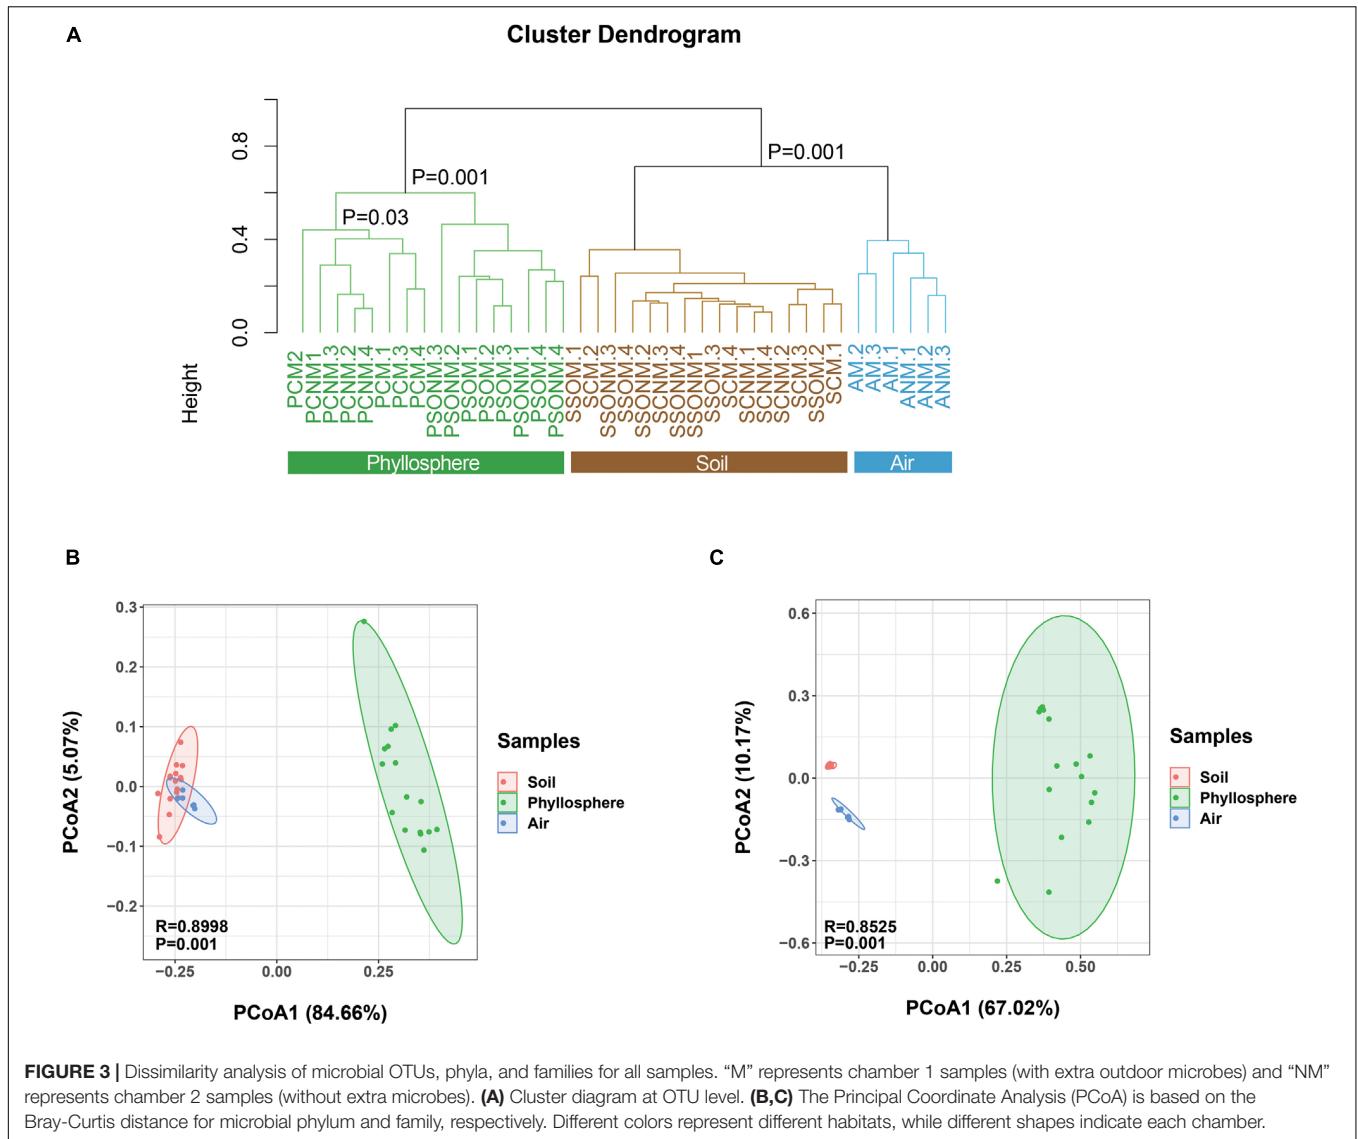 A
Cluster Dendrogram
Height
0.0
0.4
0.8
P=0.001
P=0.001
P=0.03
PCM2
PCNM.1
PCNM.3
PCNM.2
PCNM.4
PCM.1
PCM.3
PCM.4
PSONM.3
PSONM.2
PSOM.1
PSOM.2
PSOM.3
PSONM.1
PSOM.4
PSONM.4
SSOM.1
SCM.2
SSONM.3
SSOM.4
SSONM.2
SCNM.3
SSONM.4
SSONM.1
SSOM.3
SCM.4
SCNM.1
SCNM.4
SCNM.2
SCM.3
SSOM.2
SCM.1
AM.2
AM.3
AM.1
ANM.1
ANM.2
ANM.3
Phyllosphere
Soil
Air
B
0.3
0.2
0.1
0.0
−0.1
−0.2
PCoA2 (5.07%)
R=0.8998
P=0.001
−0.25
0.00
0.25
PCoA1 (84.66%)
Samples
Soil
Phyllosphere
Air
C
0.6
0.3
0.0
−0.3
−0.6
PCoA2 (10.17%)
R=0.8525
P=0.001
−0.25
0.00
0.25
0.50
PCoA1 (67.02%)
Samples
Soil
Phyllosphere
Air
FIGURE 3 | Dissimilarity analysis of microbial OTUs, phyla, and families for all samples. “M” represents chamber 1 samples (with extra outdoor microbes) and “NM”
represents chamber 2 samples (without extra microbes). (A) Cluster diagram at OTU level. (B,C) The Principal Coordinate Analysis (PCoA) is based on the
Bray-Curtis distance for microbial phylum and family, respectively. Different colors represent different habitats, while different shapes indicate each chamber.